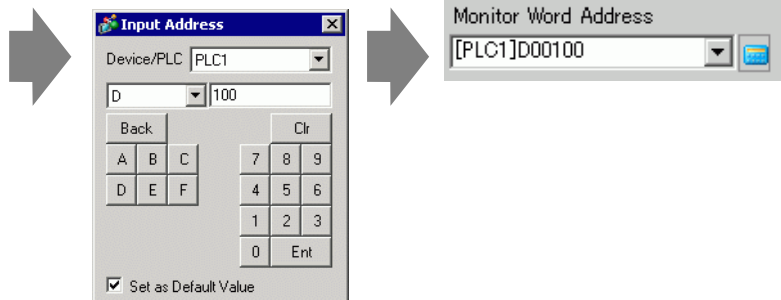 Input Address
Device/PLC PLC1
D 100
Back Clr
A B C 7 8 9
D E F 4 5 6
1 2 3
0 Ent
Set as Default Value
Monitor Word Address
[PLC1]D00100